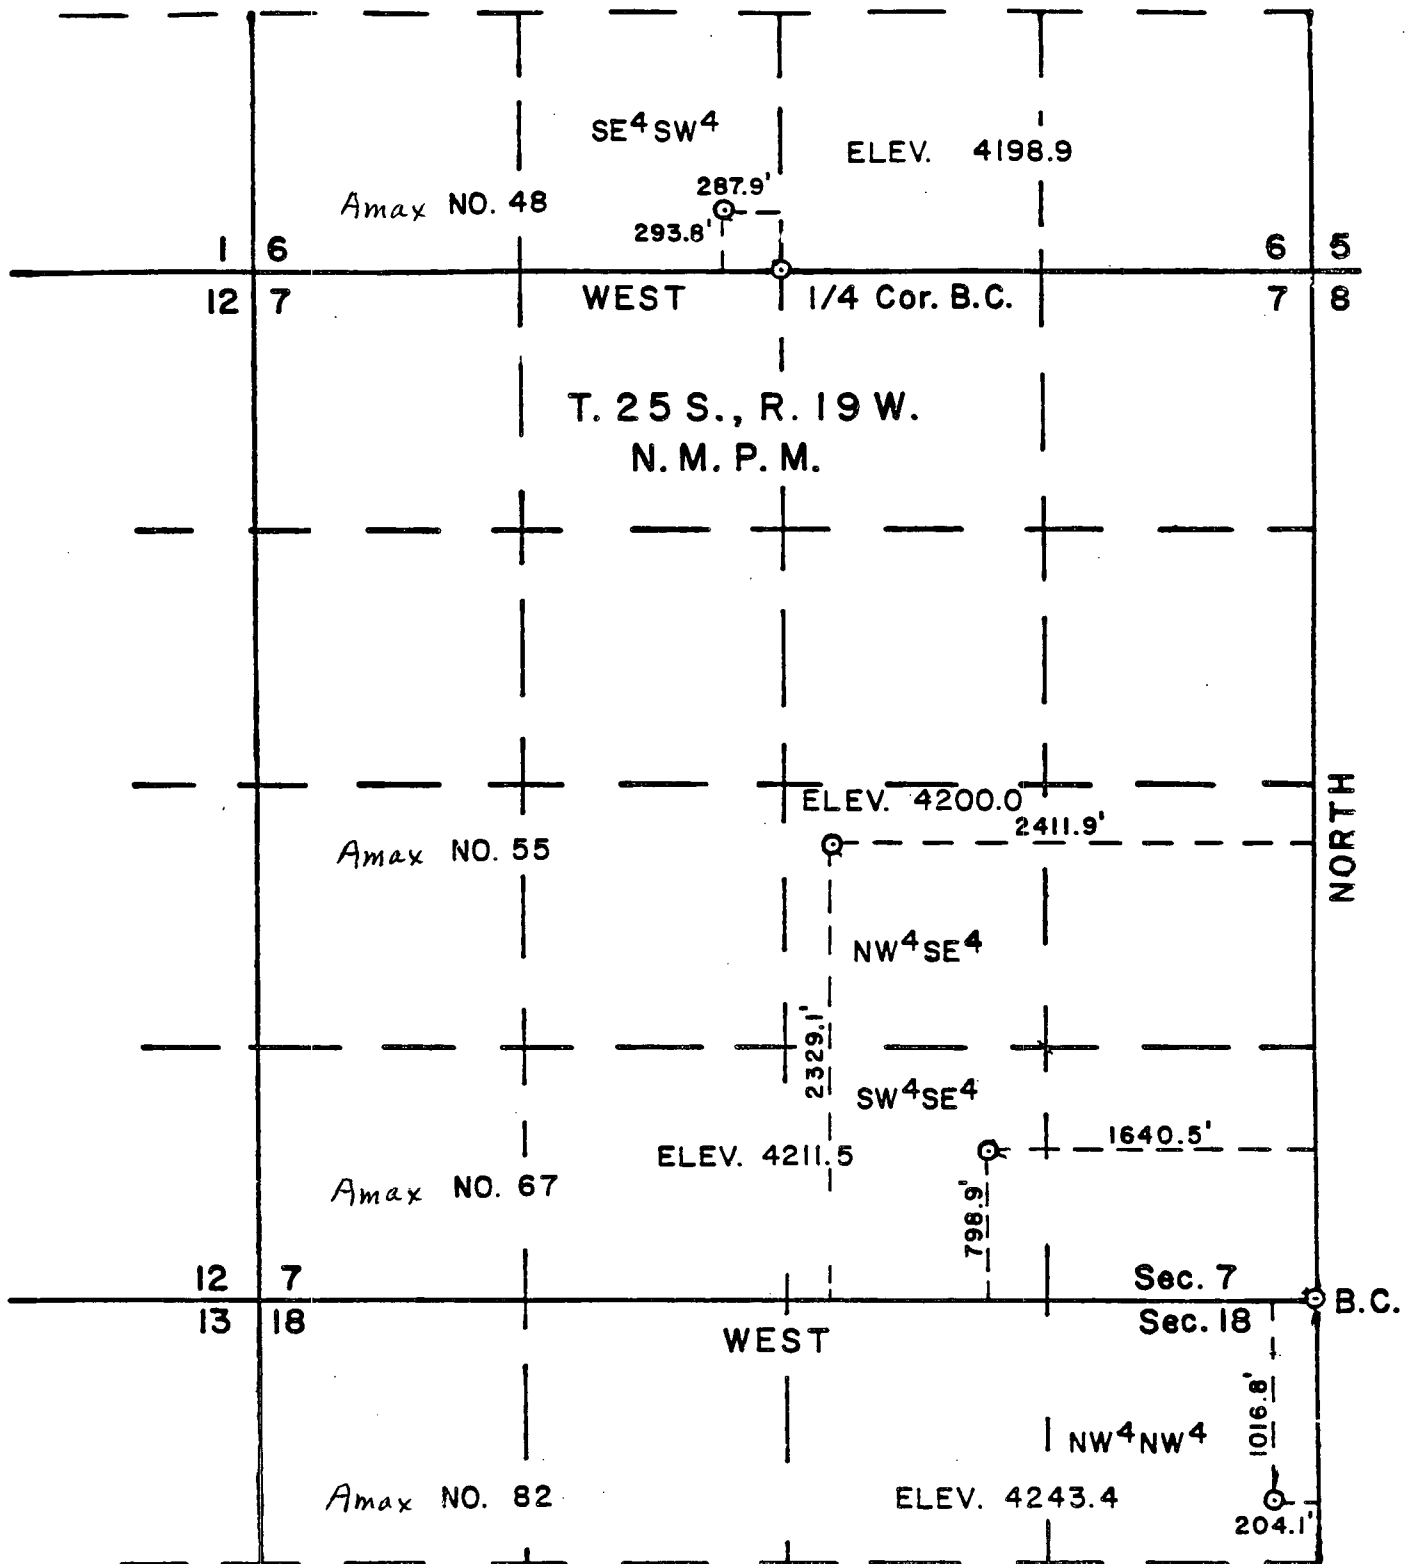 SE⁴SW⁴
ELEV. 4198.9
287.9'
Amax NO. 48
293.8'
1 6
6 5
12 7
WEST
1/4 Cor. B.C.
7 8
T. 25 S., R. 19 W.
N. M. P. M.
NORTH
ELEV. 4200.0
2411.9'
Amax NO. 55
NW⁴SE⁴
2329.1'
SW⁴SE⁴
1640.5'
ELEV. 4211.5
Amax NO. 67
798.9'
12 7
Sec. 7
B.C.
13 18
Sec. 18
WEST
1016.8'
NW⁴NW⁴
Amax NO. 82
ELEV. 4243.4
204.1'